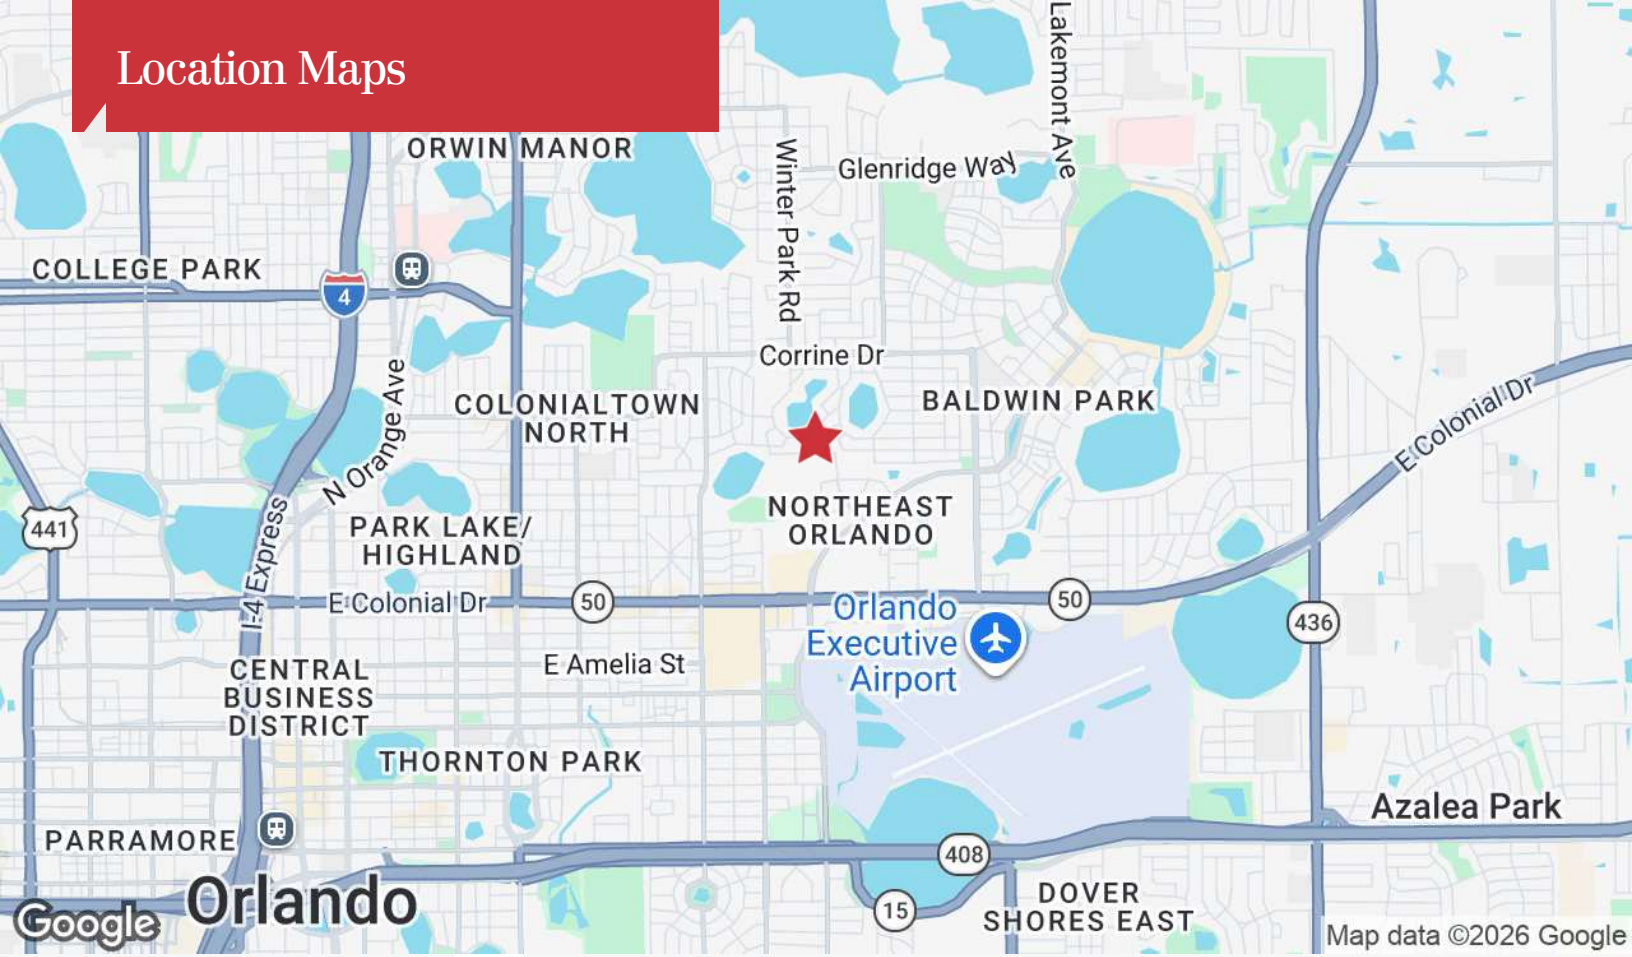 Location Maps
Lakemont Ave
ORWIN MANOR
Winter Park Rd
Glenridge Way
COLLEGE PARK
4
Corrine Dr
N Orange Ave
COLONIALTOWN
NORTH
BALDWIN PARK
E Colonial Dr
441
I-4 Express
PARK LAKE/
HIGHLAND
NORTHEAST
ORLANDO
E Colonial Dr
50
50
Orlando
Executive
Airport
436
E Amelia St
CENTRAL
BUSINESS
DISTRICT
THORNTON PARK
Azalea Park
PARRAMORE
408
Orlando
15
DOVER
SHORES EAST
Google
Map data ©2026 Google